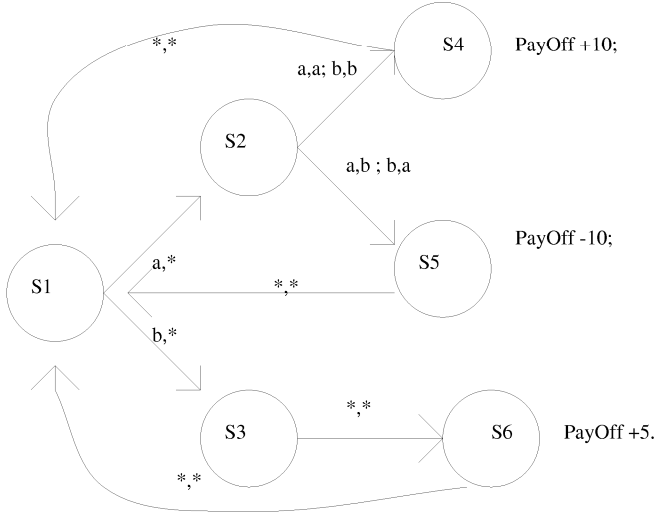 *,*
S4
PayOff +10;
a,a; b,b
S2
a,b ; b,a
PayOff -10;
S5
a,*
S1
*,*
b,*
*,*
S3
S6
PayOff +5.
*,*